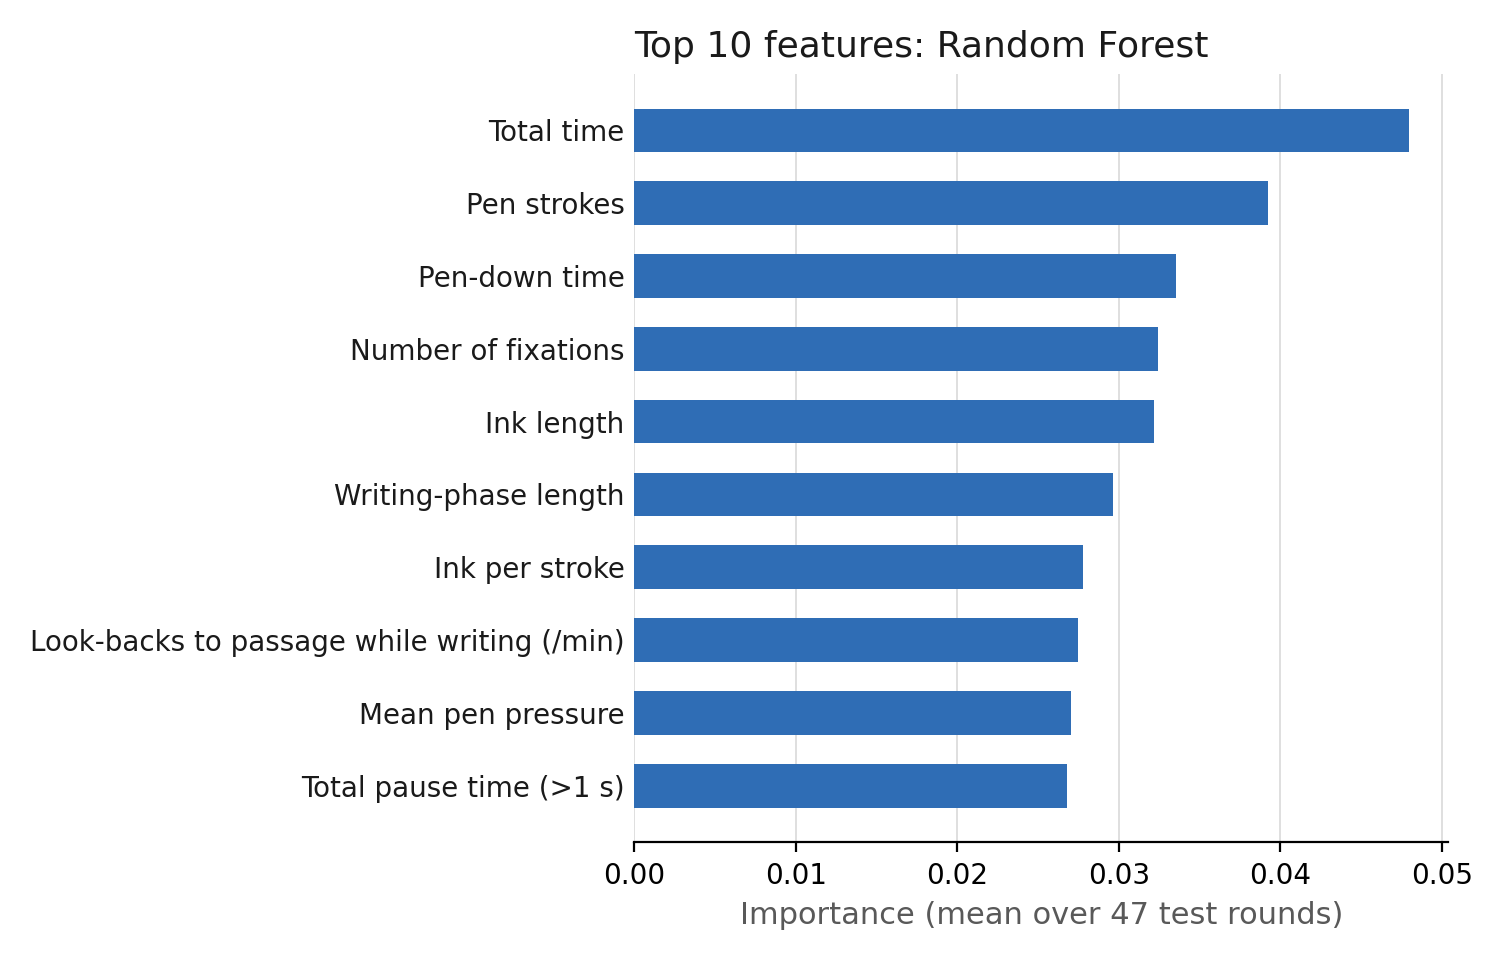 Top 10 features: Random Forest
Total time
Pen strokes
Pen-down time
Number of fixations
Ink length
Writing-phase length
Ink per stroke
Look-backs to passage while writing (/min)
Mean pen pressure
Total pause time (>1 s)
0.00 0.01 0.02 0.03 0.04 0.05
Importance (mean over 47 test rounds)